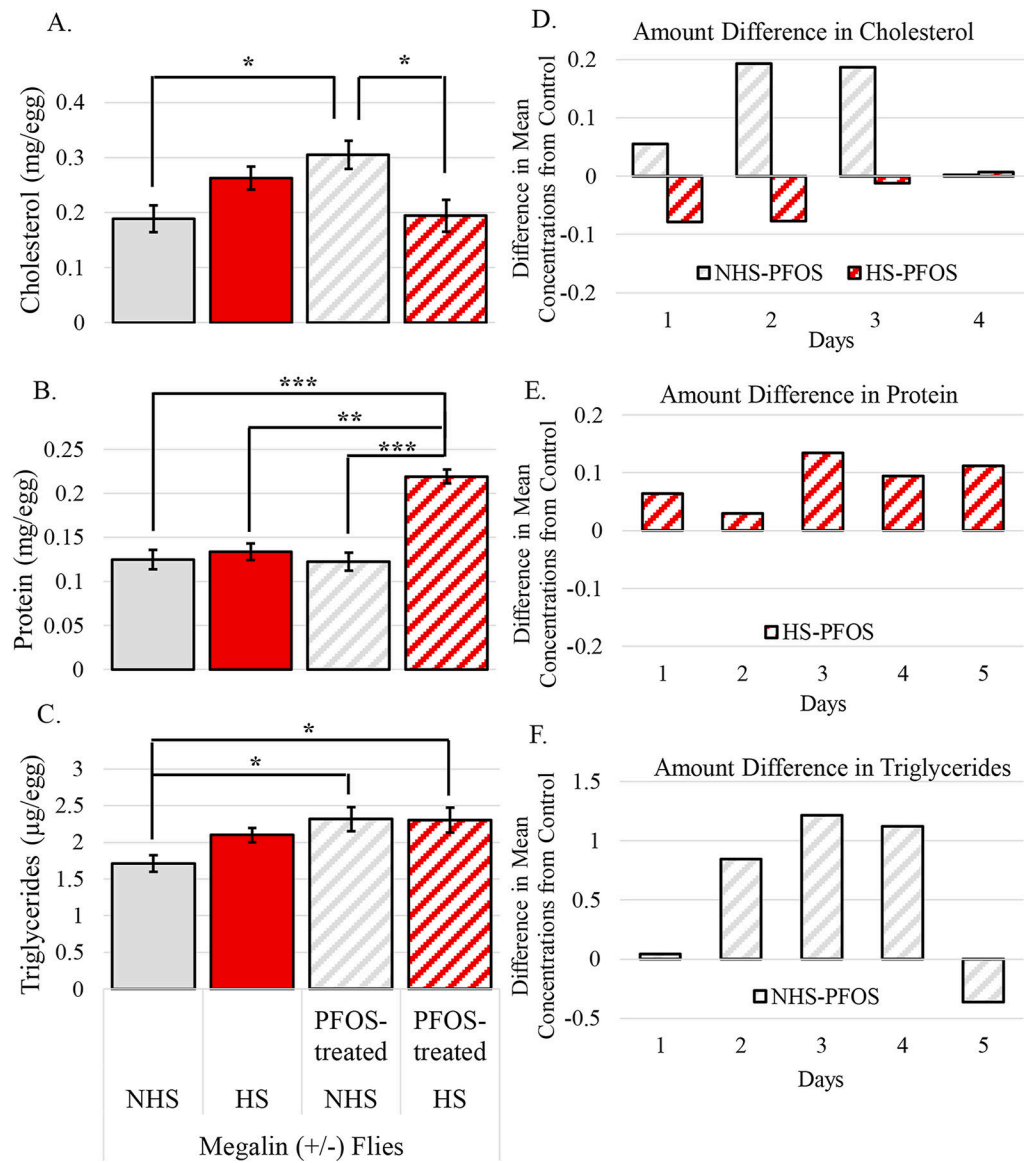 A.
*
*
Cholesterol (mg/egg)
0.4
0.3
0.2
0.1
0
B.
***
**
***
Protein (mg/egg)
0.25
0.2
0.15
0.1
0.05
0
C.
*
*
Triglycerides (µg/egg)
3
2.5
2
1.5
1
0.5
0
PFOS-treated PFOS-treated
NHS HS NHS HS
Megalin (+/-) Flies
D.
Amount Difference in Cholesterol
Difference in Mean
Concentrations from Control
0.2
0.1
0
-0.1
-0.2
NHS-PFOS HS-PFOS
1 2 3 4
Days
E.
Amount Difference in Protein
Difference in Mean
Concentrations from Control
0.2
0.1
0
-0.1
-0.2
HS-PFOS
1 2 3 4 5
Days
F.
Amount Difference in Triglycerides
Difference in Mean
Concentrations from Control
1.5
1
0.5
0
-0.5
NHS-PFOS
1 2 3 4 5
Days